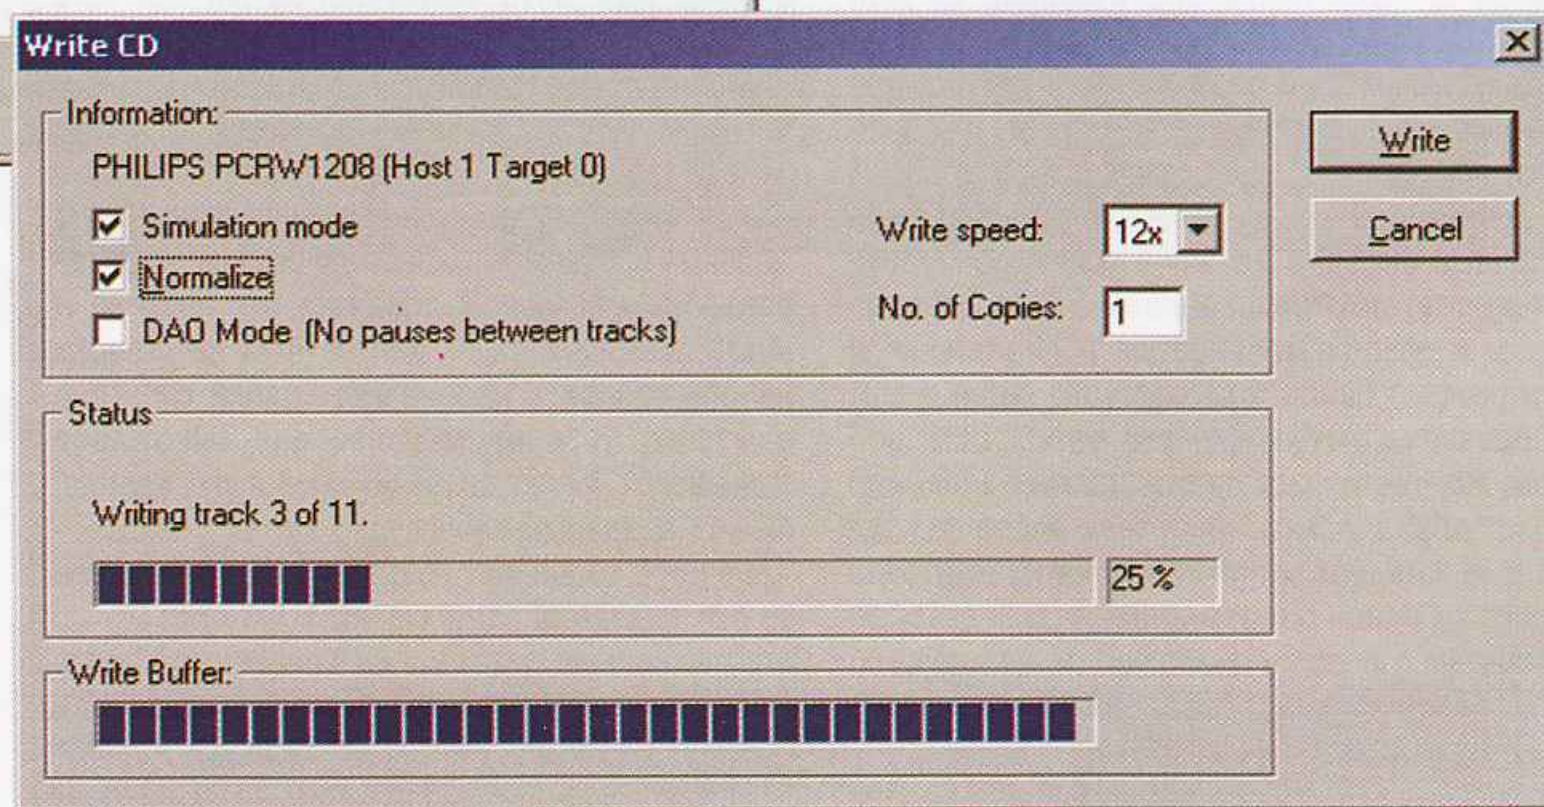 Write CD
Information:
PHILIPS PCRW1208 (Host 1 Target 0)
Simulation mode
Normalize
DAO Mode (No pauses between tracks)
Write speed: 12x
No. of Copies: 1
Write
Cancel
Status
Writing track 3 of 11.
25 %
Write Buffer: